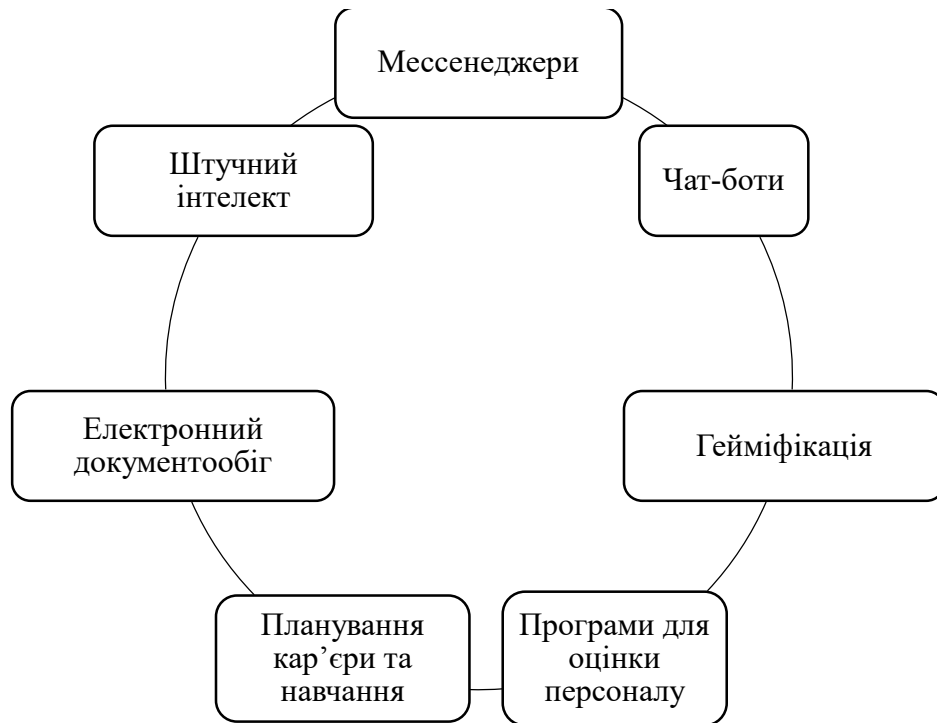 Мессенеджери
Штучний
інтелект
Чат-боти
Електронний
документообіг
Гейміфікація
Планування
кар’єри та
навчання
Програми для
оцінки
персоналу